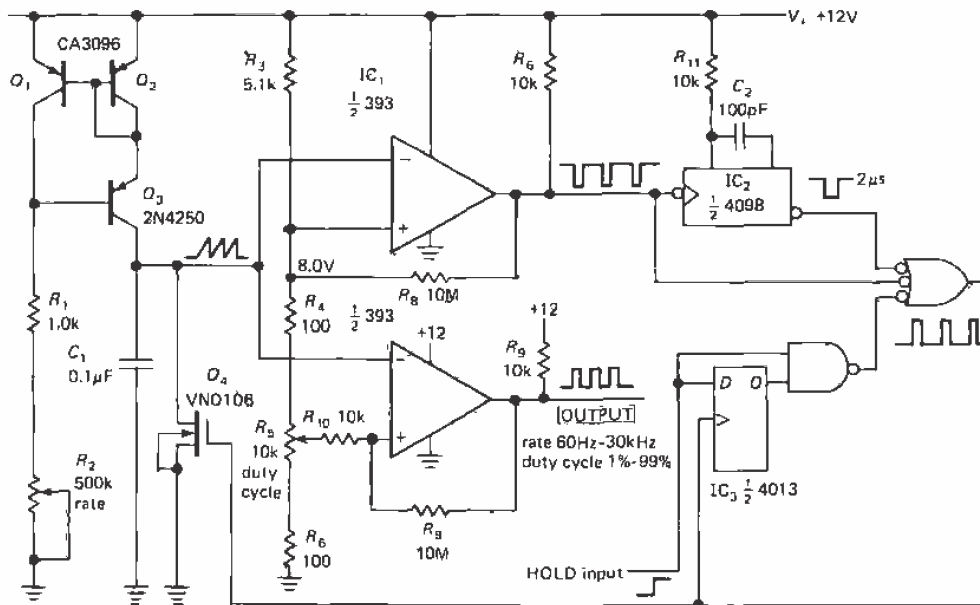 V₊ +12V
CA3096
Q₁
Q₂
R₃
5.1k
IC₁
½ 393
R₆
10k
R₁₁
10k
C₂
100pF
Q₃
2N4250
−
+
IC₂
½ 4098
2μs
8.0V
R₈ 10M
R₁
1.0k
R₄
100
½ 393
+12
+12
R₉
10k
C₁
0.1μF
Q₄
VN0106
−
+
R₁₀ 10k
R₅
10k
duty
cycle
OUTPUT
rate 60Hz-30kHz
duty cycle 1%-99%
D Q
IC₃ ½ 4013
R₂
500k
rate
R₉
10M
R₆
100
HOLD input